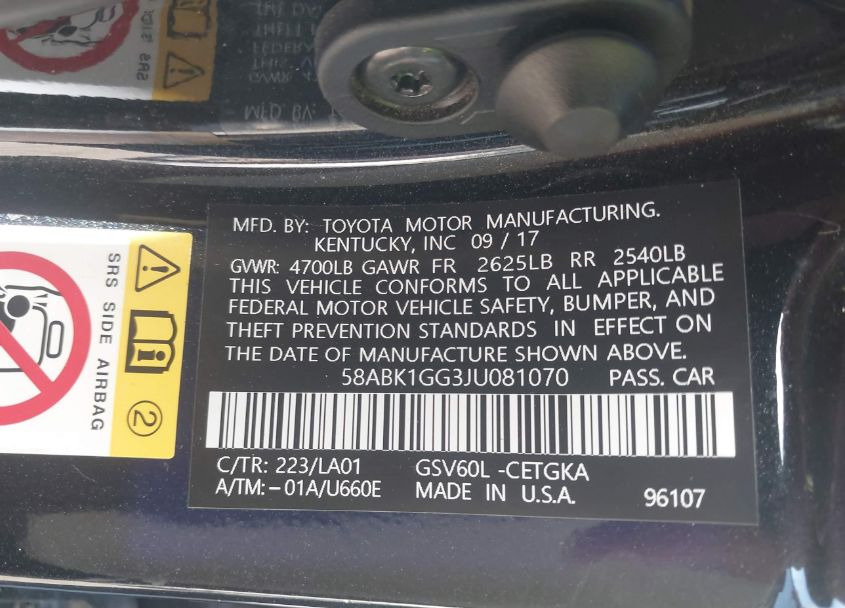 MFD. BY: TOYOTA MOTOR MANUFACTURING.
KENTUCKY, INC 09 / 17
GVWR: 4700LB GAWR FR 2625LB RR 2540LB
THIS VEHICLE CONFORMS TO ALL APPLICABLE
FEDERAL MOTOR VEHICLE SAFETY, BUMPER, AND
THEFT PREVENTION STANDARDS IN EFFECT ON
THE DATE OF MANUFACTURE SHOWN ABOVE.
58ABK1GG3JU081070 PASS. CAR
C/TR: 223/LA01 GSV60L -CETGKA
A/TM: -01A/U660E MADE IN U.S.A. 96107
SRS SIDE AIRBAG
2